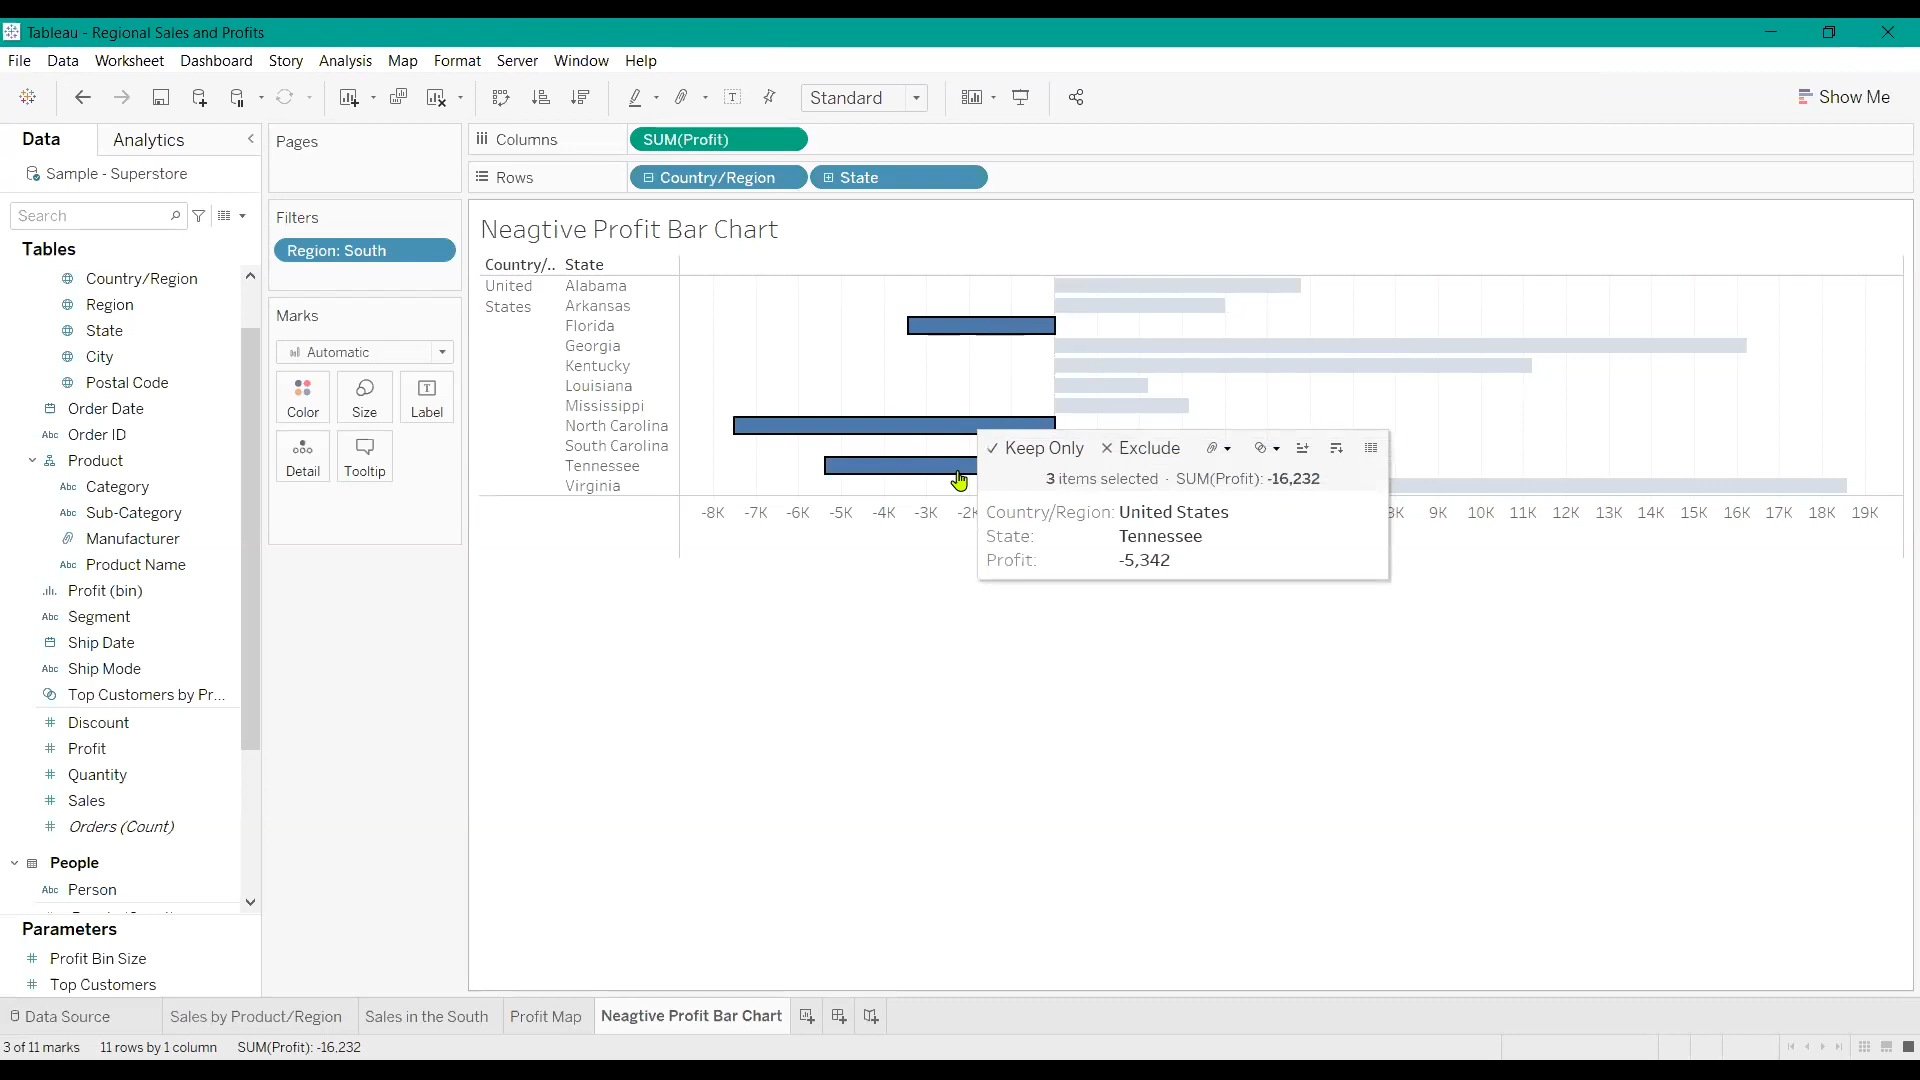 Tableau - Regional Sales and Profits
File Data Worksheet Dashboard Story Analysis Map Format Server Window Help
Standard
Show Me
Data
Analytics
Sample - Superstore
Search
Tables
Country/Region
Region
State
City
Postal Code
Order Date
Abc Order ID
Product
Abc Category
Abc Sub-Category
Manufacturer
Abc Product Name
Profit (bin)
Abc Segment
Ship Date
Abc Ship Mode
Top Customers by Pr...
# Discount
# Profit
# Quantity
# Sales
# Orders (Count)
People
Abc Person
Parameters
# Profit Bin Size
# Top Customers
Pages
Filters
Region: South
Marks
Automatic
Color
Size
Label
Detail
Tooltip
Columns
SUM(Profit)
Rows
Country/Region
State
Neagtive Profit Bar Chart
Country/.. State
United States
Alabama
Arkansas
Florida
Georgia
Kentucky
Louisiana
Mississippi
North Carolina
South Carolina
Tennessee
Virginia
Keep Only
Exclude
3 items selected · SUM(Profit): -16,232
Country/Region: United States
State: Tennessee
Profit: -5,342
-8K -7K -6K -5K -4K -3K 9K 10K 11K 12K 13K 14K 15K 16K 17K 18K 19K
Data Source
Sales by Product/Region
Sales in the South
Profit Map
Neagtive Profit Bar Chart
3 of 11 marks
11 rows by 1 column
SUM(Profit): -16,232